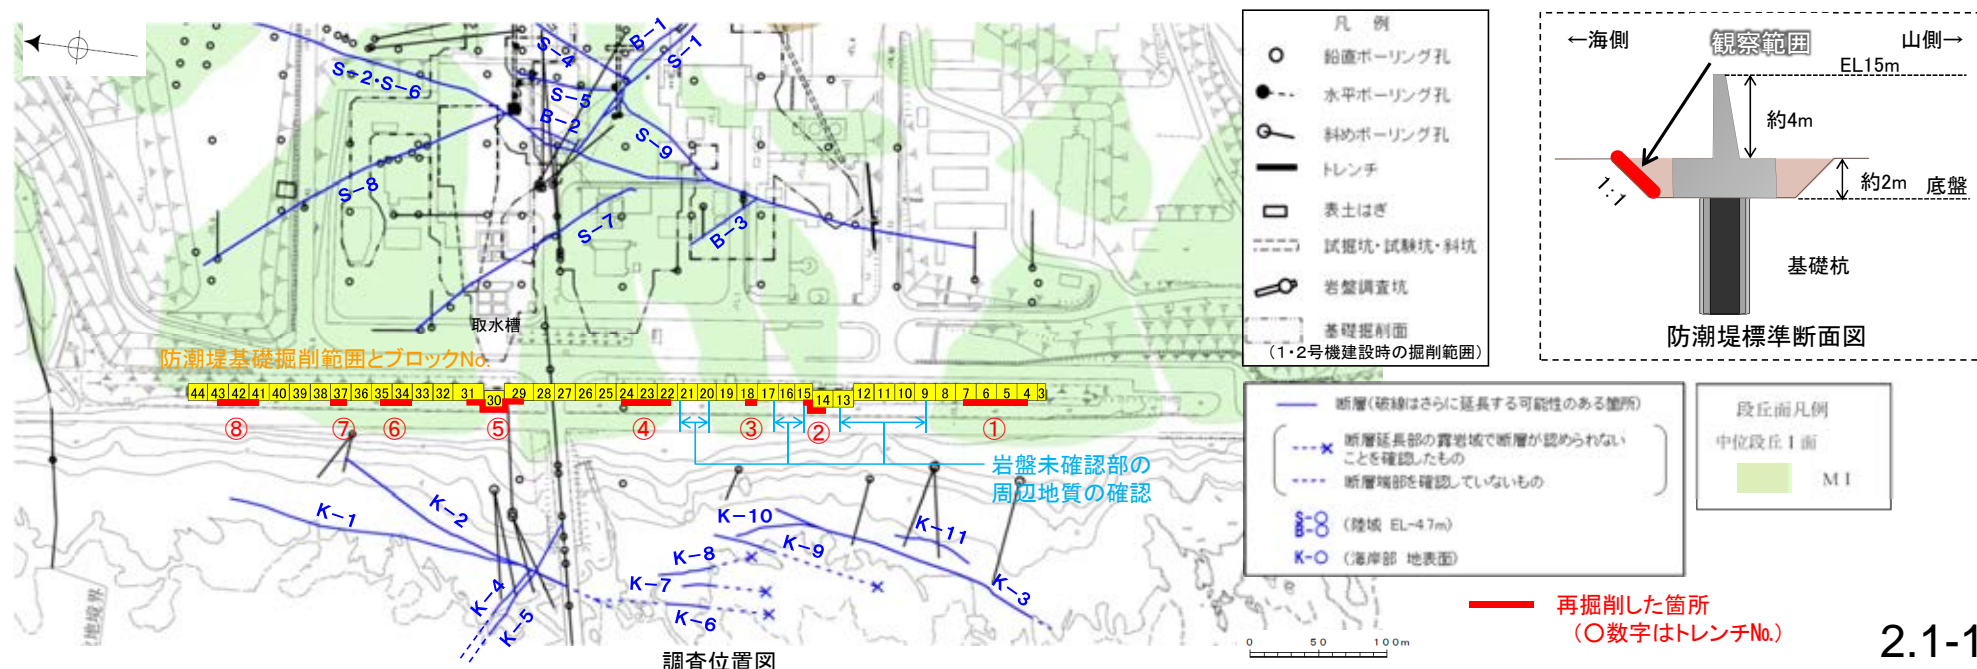 S-2・S-6
S-4
B-1
S-1
S-5
B-2
S-9
S-8
S-7
B-3
取水槽
防潮堤基礎掘削範囲とブロックNo.
44 43 42 41 40 39 38 37 36 35 34 33 32 31 30 29 28 27 26 25 24 23 22 21 20 19 18 17 16 15 14 13 12 11 10 9 8 7 6 5 4 3
⑧ ⑦ ⑥ ⑤ ④ ③ ② ①
岩盤未確認部の
周辺地質の確認
K-1
K-2
K-4
K-5
K-10
K-8
K-9
K-11
K-7
K-6
K-3
調査位置図
凡 例
鉛直ボーリング孔
水平ボーリング孔
斜めボーリング孔
トレンチ
表土はぎ
試掘坑・試験坑・斜坑
岩盤調査坑
基礎掘削面
(1・2号機建設時の掘削範囲)
←海側
観察範囲
山側→
EL15m
約4m
約2m
底盤
1:1
基礎杭
防潮堤標準断面図
断層(破線はさらに延長する可能性のある箇所)
断層延長部の露岩域で断層が認められない
ことを確認したもの
断層端部を確認していないもの
S-○
B-○
(陸域 EL-4.7m)
K-○ (海岸部 地表面)
段丘面凡例
中位段丘Ⅰ面
MⅠ
再掘削した箇所
(○数字はトレンチNo.)
0 50 100m
2.1-1